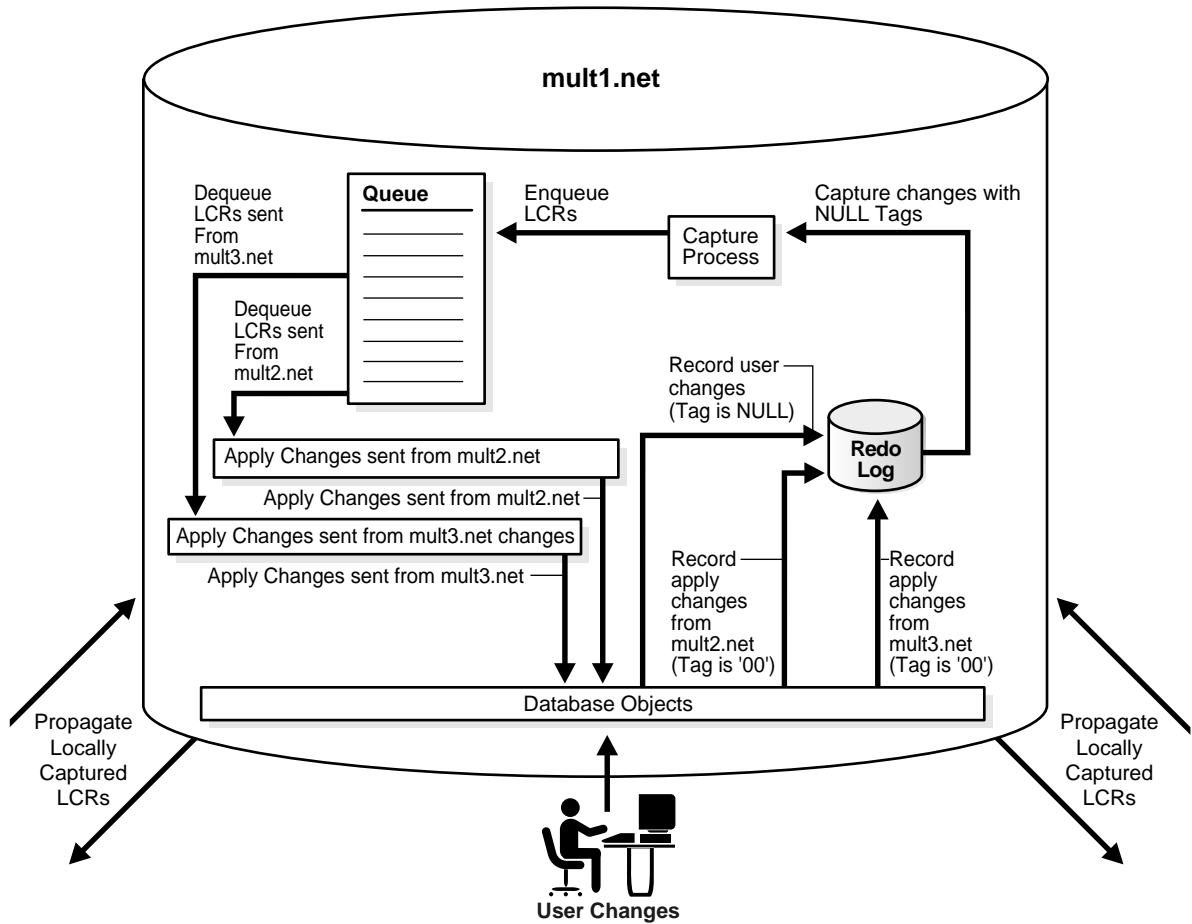 mult1.net
Dequeue
LCRs sent
From
mult3.net
Queue
Enqueue
LCRs
Capture changes with
NULL Tags
Capture
Process
Dequeue
LCRs sent
From
mult2.net
Record user
changes
(Tag is NULL)
Redo
Log
Apply Changes sent from mult2.net
Apply Changes sent from mult2.net
Apply Changes sent from mult3.net changes
Apply Changes sent from mult3.net
Record
apply
changes
from
mult2.net
(Tag is '00')
Record
apply
changes
from
mult3.net
(Tag is '00')
Database Objects
Propagate
Locally
Captured
LCRs
Propagate
Locally
Captured
LCRs
User Changes